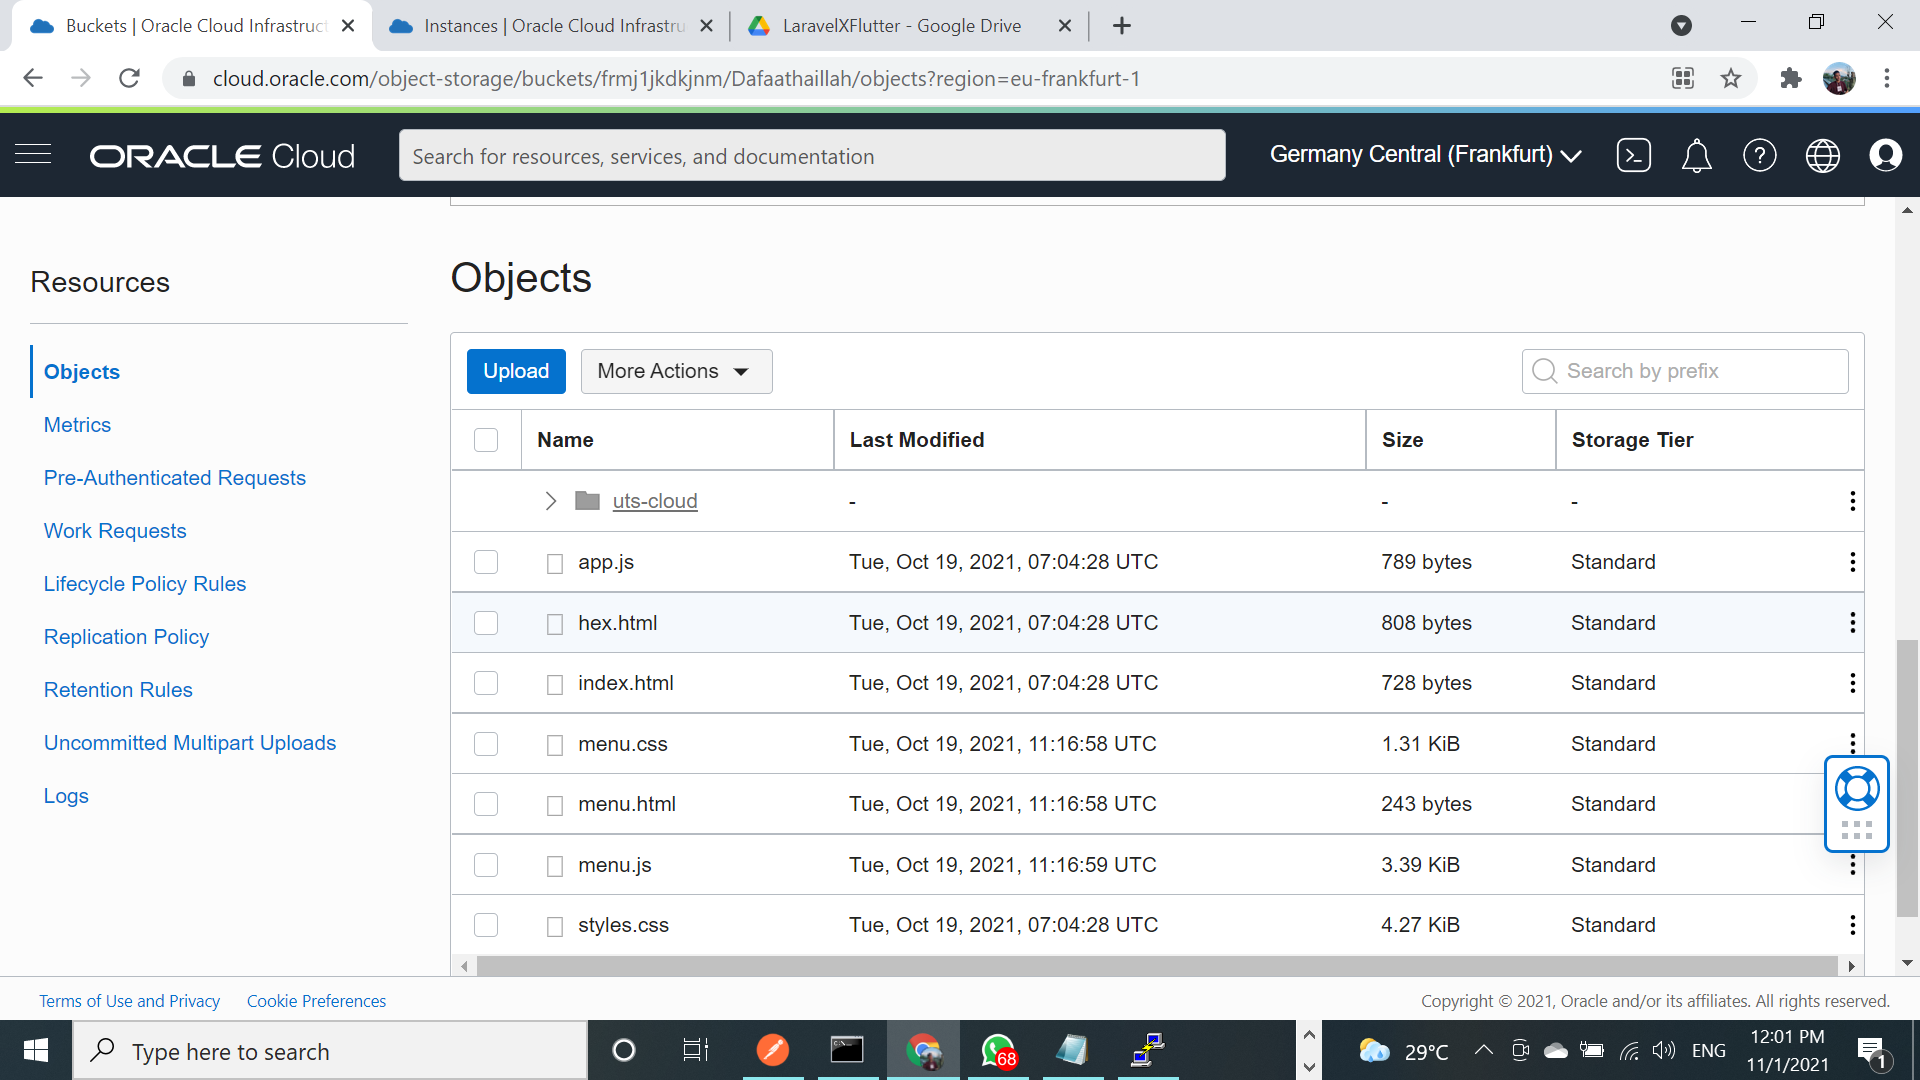 Buckets | Oracle Cloud Infrastruct
Instances | Oracle Cloud Infrastru
LaravelXFlutter - Google Drive
cloud.oracle.com/object-storage/buckets/frmj1jkdkjnm/Dafaathaillah/objects?region=eu-frankfurt-1
ORACLE Cloud
Search for resources, services, and documentation
Germany Central (Frankfurt)
Resources
Objects
Metrics
Pre-Authenticated Requests
Work Requests
Lifecycle Policy Rules
Replication Policy
Retention Rules
Uncommitted Multipart Uploads
Logs
Objects
Upload
More Actions
Search by prefix
Name Last Modified Size Storage Tier
uts-cloud - - -
app.js Tue, Oct 19, 2021, 07:04:28 UTC 789 bytes Standard
hex.html Tue, Oct 19, 2021, 07:04:28 UTC 808 bytes Standard
index.html Tue, Oct 19, 2021, 07:04:28 UTC 728 bytes Standard
menu.css Tue, Oct 19, 2021, 11:16:58 UTC 1.31 KiB Standard
menu.html Tue, Oct 19, 2021, 11:16:58 UTC 243 bytes Standard
menu.js Tue, Oct 19, 2021, 11:16:59 UTC 3.39 KiB Standard
styles.css Tue, Oct 19, 2021, 07:04:28 UTC 4.27 KiB Standard
Terms of Use and Privacy Cookie Preferences
Copyright © 2021, Oracle and/or its affiliates. All rights reserved.
Type here to search
68
29°C
ENG
12:01 PM
11/1/2021
1